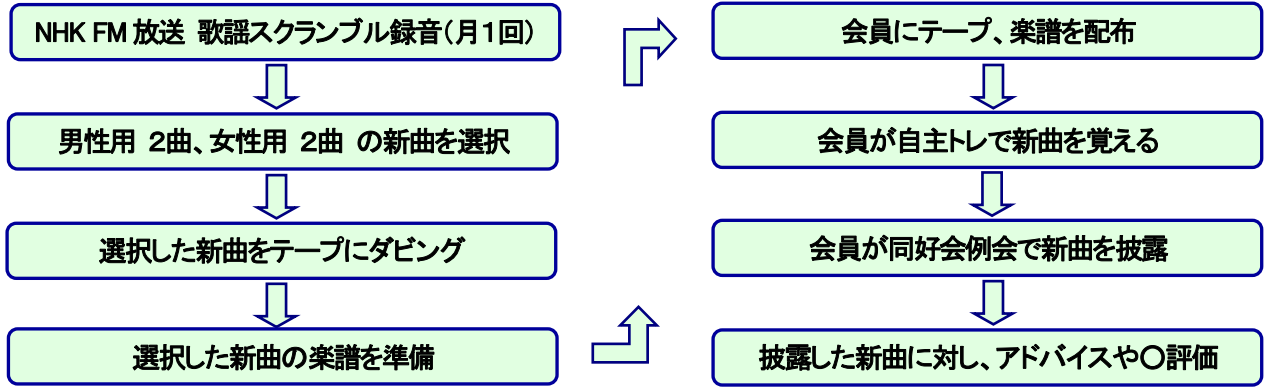 NHK FM 放送 歌謡スクランブル録音(月1回)
男性用 2曲、女性用 2曲 の新曲を選択
選択した新曲をテープにダビング
選択した新曲の楽譜を準備
会員にテープ、楽譜を配布
会員が自主トレで新曲を覚える
会員が同好会例会で新曲を披露
披露した新曲に対し、アドバイスや〇評価